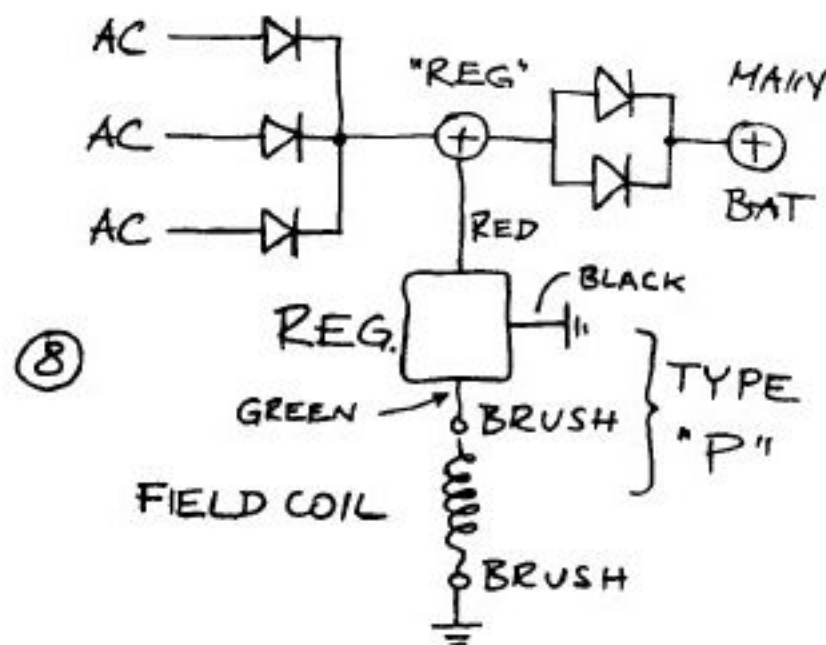 AC
"REG"
MAIN
AC
+
+
AC
BAT
RED
BLACK
REG.
8
TYPE
GREEN
BRUSH
"P"
FIELD COIL
BRUSH